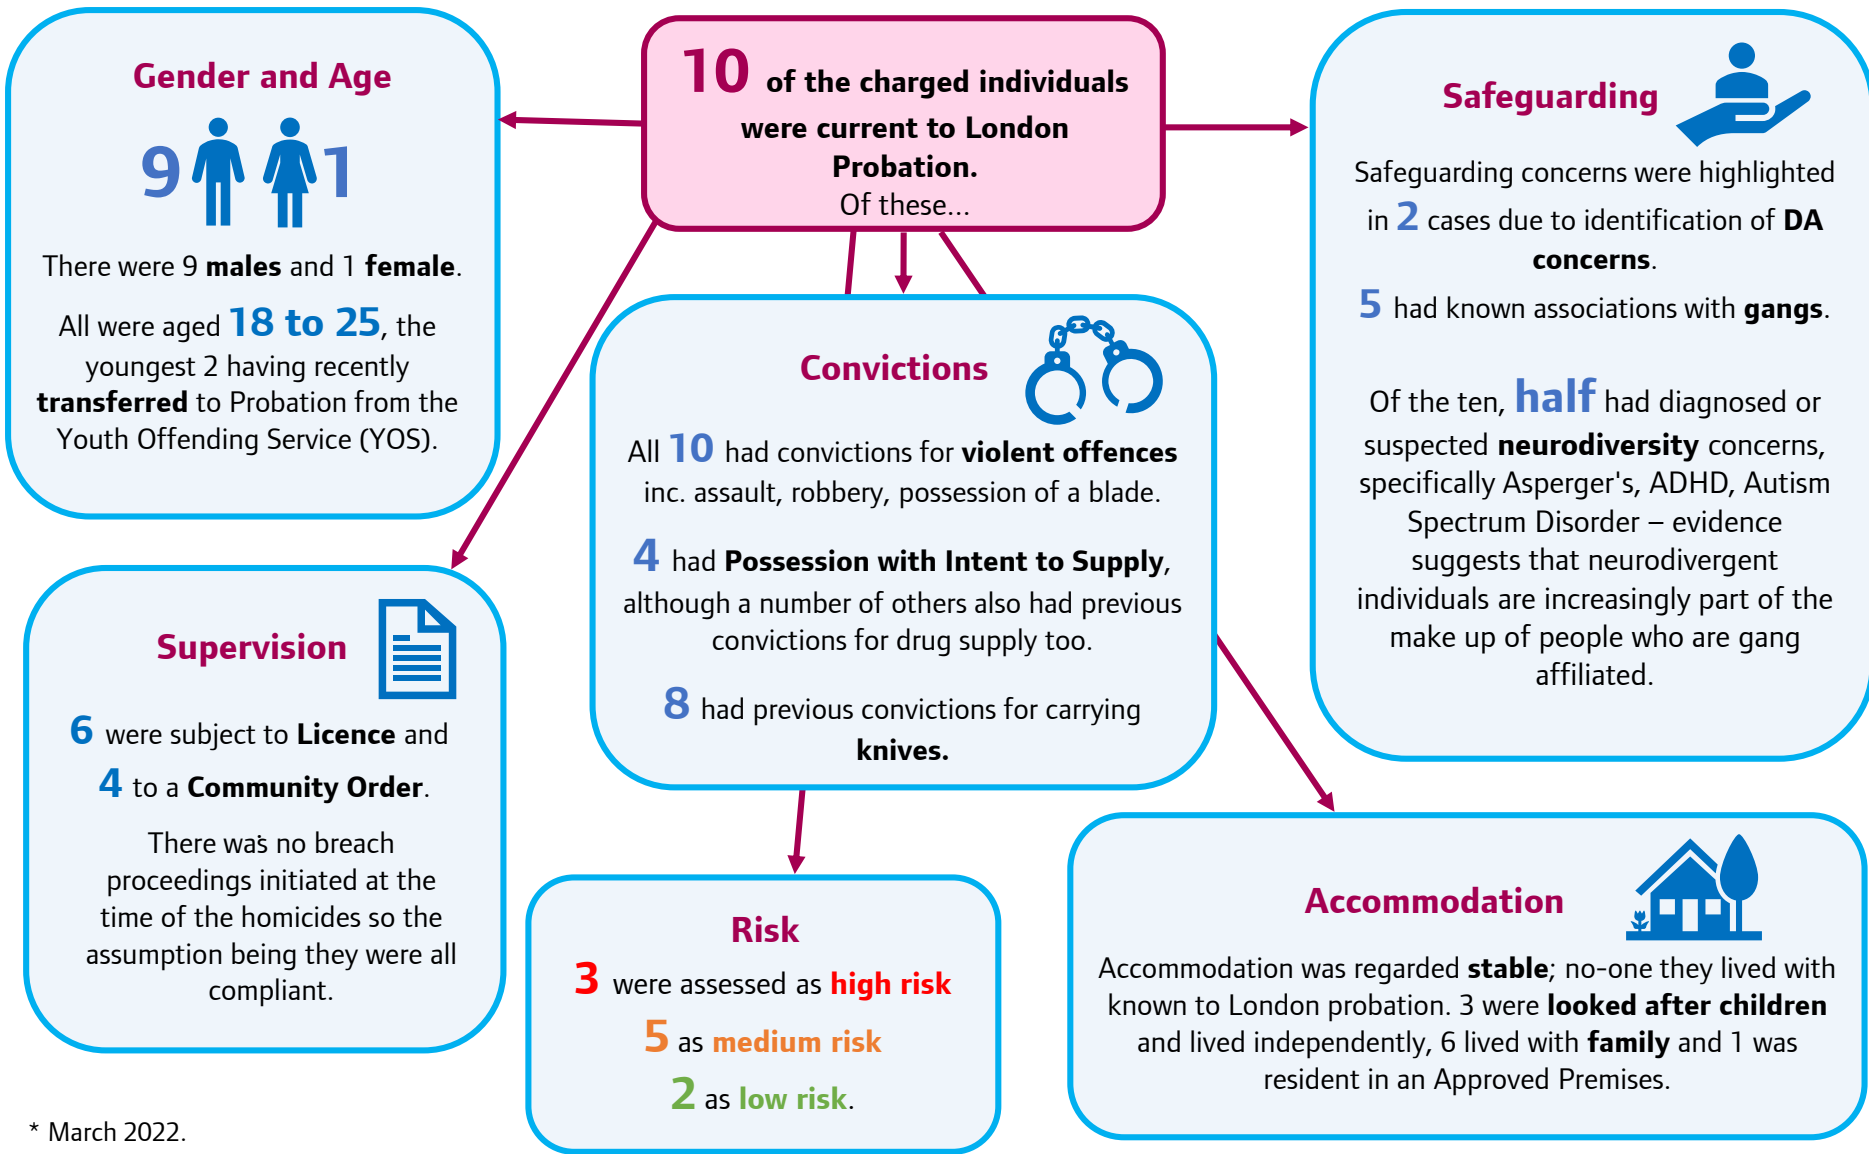 10 of the charged individuals
were current to London
Probation.
Of these...
Gender and Age
9 1
There were 9 males and 1 female.
All were aged 18 to 25, the
youngest 2 having recently
transferred to Probation from the
Youth Offending Service (YOS).
Safeguarding
Safeguarding concerns were highlighted
in 2 cases due to identification of DA
concerns.
5 had known associations with gangs.
Of the ten, half had diagnosed or
suspected neurodiversity concerns,
specifically Asperger's, ADHD, Autism
Spectrum Disorder – evidence
suggests that neurodivergent
individuals are increasingly part of the
make up of people who are gang
affiliated.
Convictions
All 10 had convictions for violent offences
inc. assault, robbery, possession of a blade.
4 had Possession with Intent to Supply,
although a number of others also had previous
convictions for drug supply too.
8 had previous convictions for carrying
knives.
Supervision
6 were subject to Licence and
4 to a Community Order.
There was no breach
proceedings initiated at the
time of the homicides so the
assumption being they were all
compliant.
Risk
3 were assessed as high risk
5 as medium risk
2 as low risk.
Accommodation
Accommodation was regarded stable; no-one they lived with
known to London probation. 3 were looked after children
and lived independently, 6 lived with family and 1 was
resident in an Approved Premises.
* March 2022.